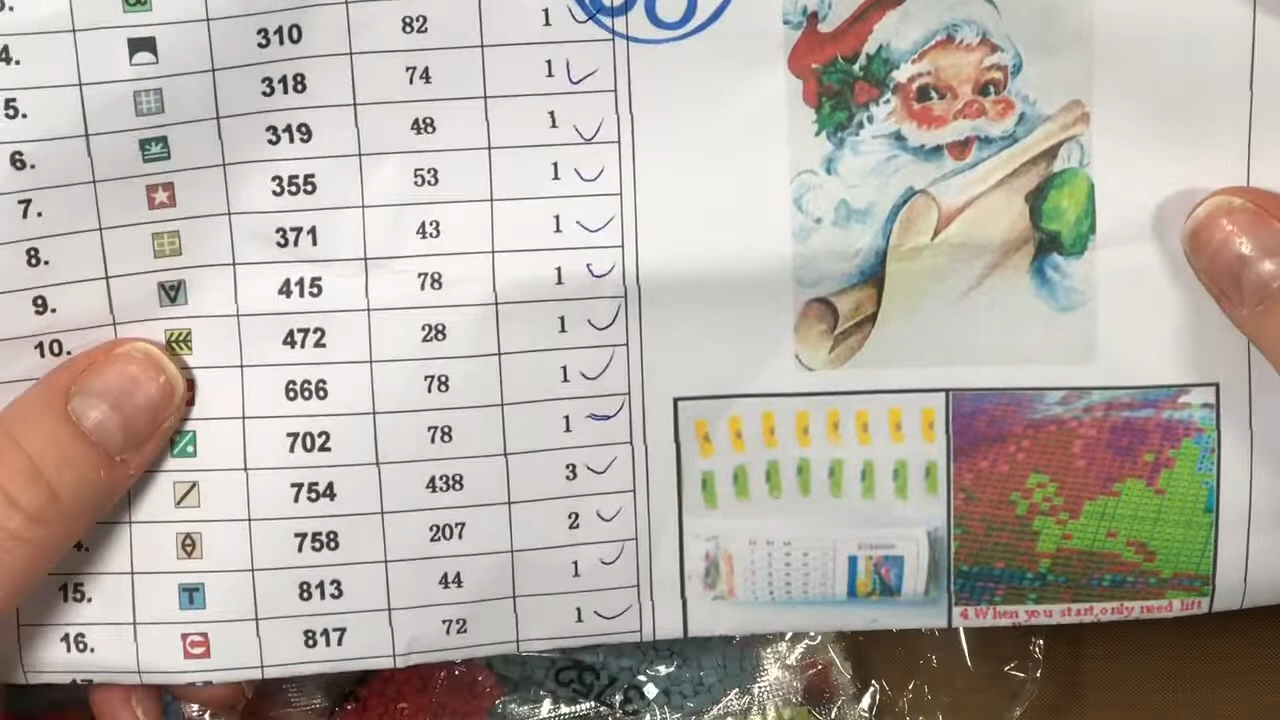 4. 310 82 1
5. 318 74 1
6. 319 48 1
7. 355 53 1
8. 371 43 1
9. 415 78 1
10. 472 28 1
666 78 1
702 78 1
754 438 3
758 207 2
15. T 813 44 1
16. 817 72 1
4.When you start,only need lift